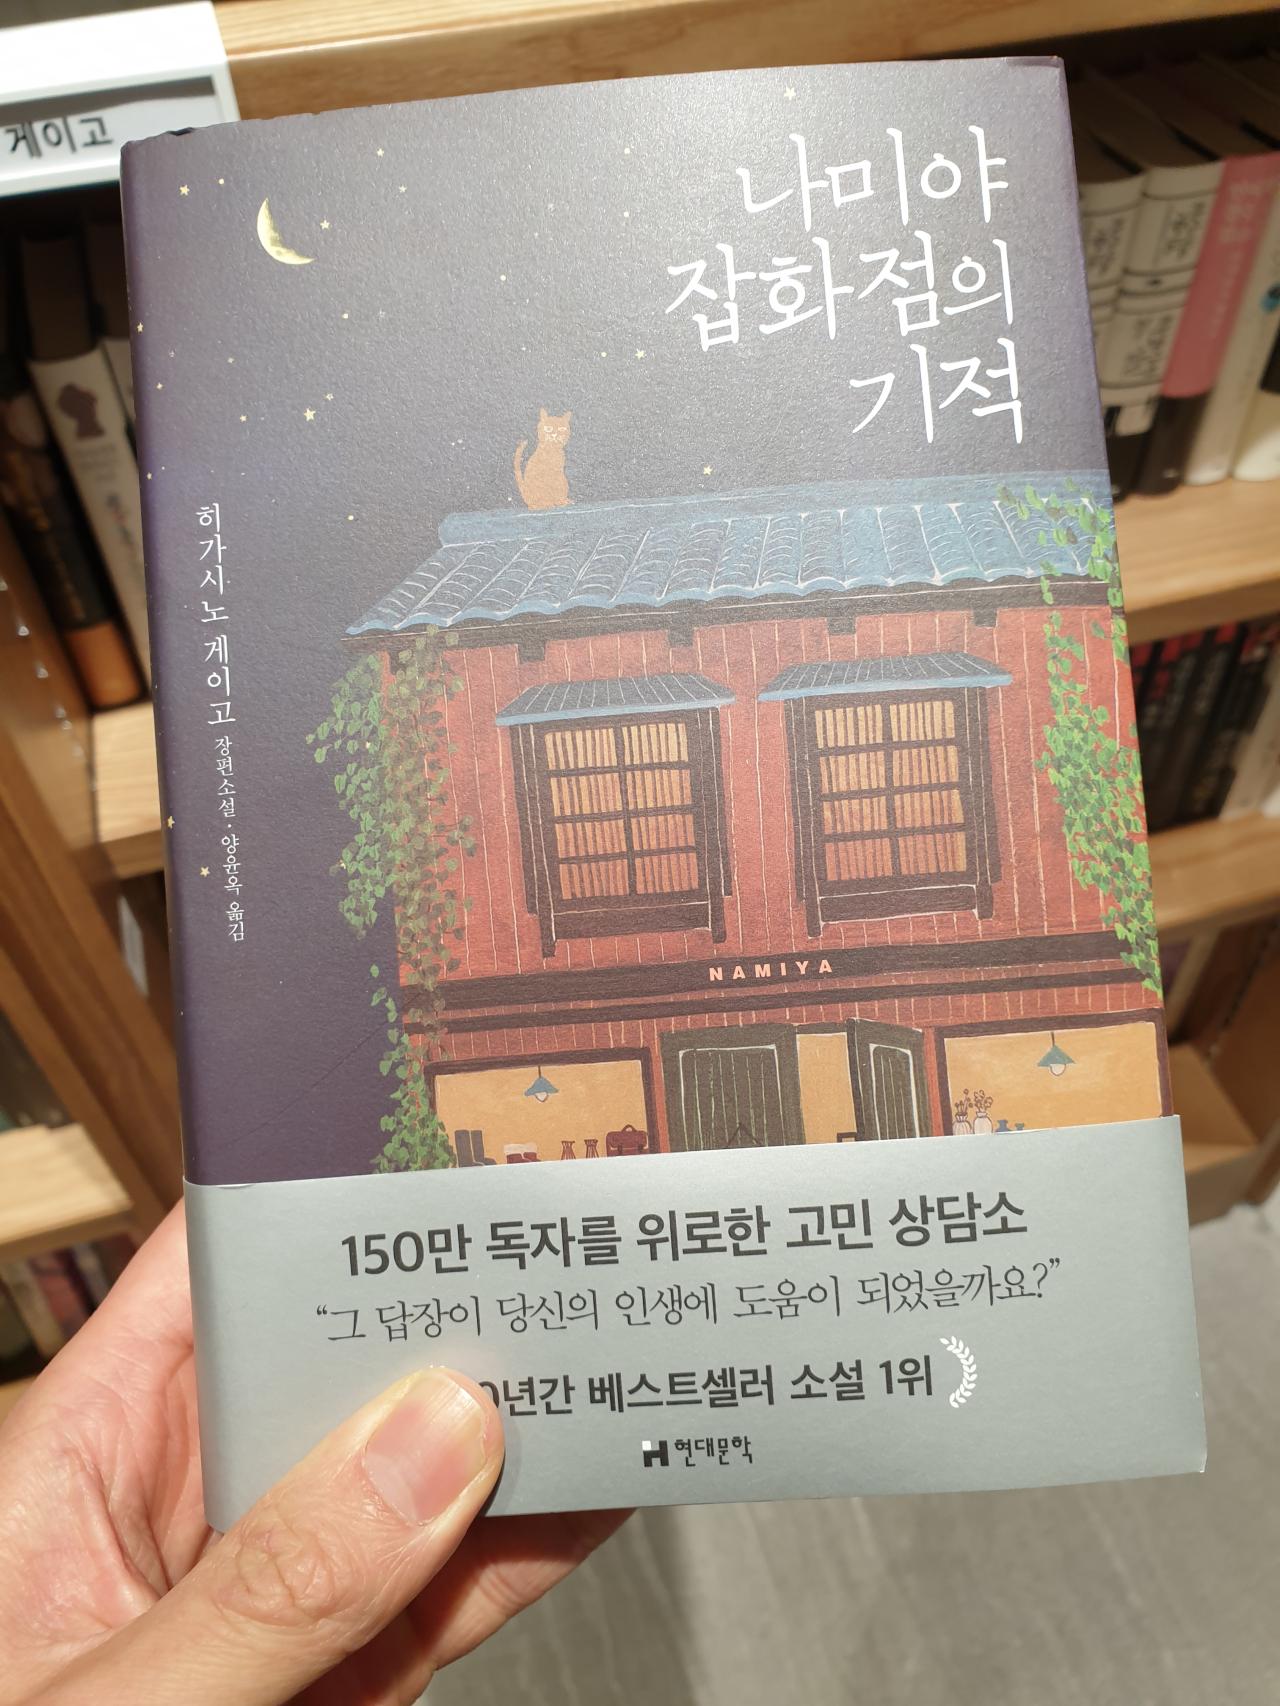 게이고
나미야
잡화점의
기적
히가시노 게이고 장편소설 · 양윤옥 옮김
NAMIYA
150만 독자를 위로한 고민 상담소
“그 답장이 당신의 인생에 도움이 되었을까요?”
0년간 베스트셀러 소설 1위
현대문학